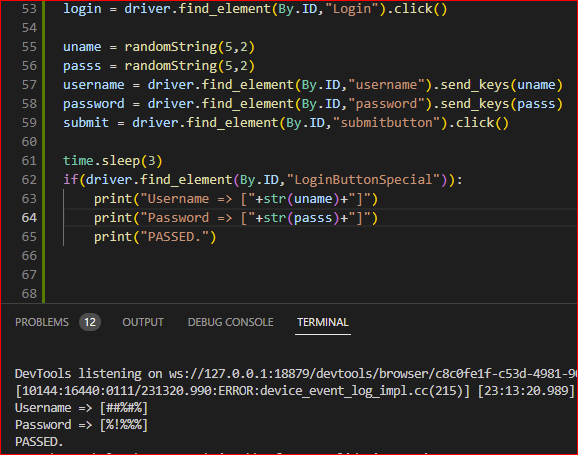 53 login = driver.find_element(By.ID,"Login").click()
54
55 uname = randomString(5,2)
56 passs = randomString(5,2)
57 username = driver.find_element(By.ID,"username").send_keys(uname)
58 password = driver.find_element(By.ID,"password").send_keys(passs)
59 submit = driver.find_element(By.ID,"submitbutton").click()
60
61 time.sleep(3)
62 if(driver.find_element(By.ID,"LoginButtonSpecial")):
63 print("Username => ["+str(uname)+"]")
64 print("Password => ["+str(passs)+"]")
65 print("PASSED.")
66
67
68
PROBLEMS 12 OUTPUT DEBUG CONSOLE TERMINAL
DevTools listening on ws://127.0.0.1:18879/devtools/browser/c8c0fe1f-c53d-4981-
[10144:16440:0111/231320.990:ERROR:device_event_log_impl.cc(215)] [23:13:20.989]
Username => [##%#%]
Password => [%!%%%]
PASSED.